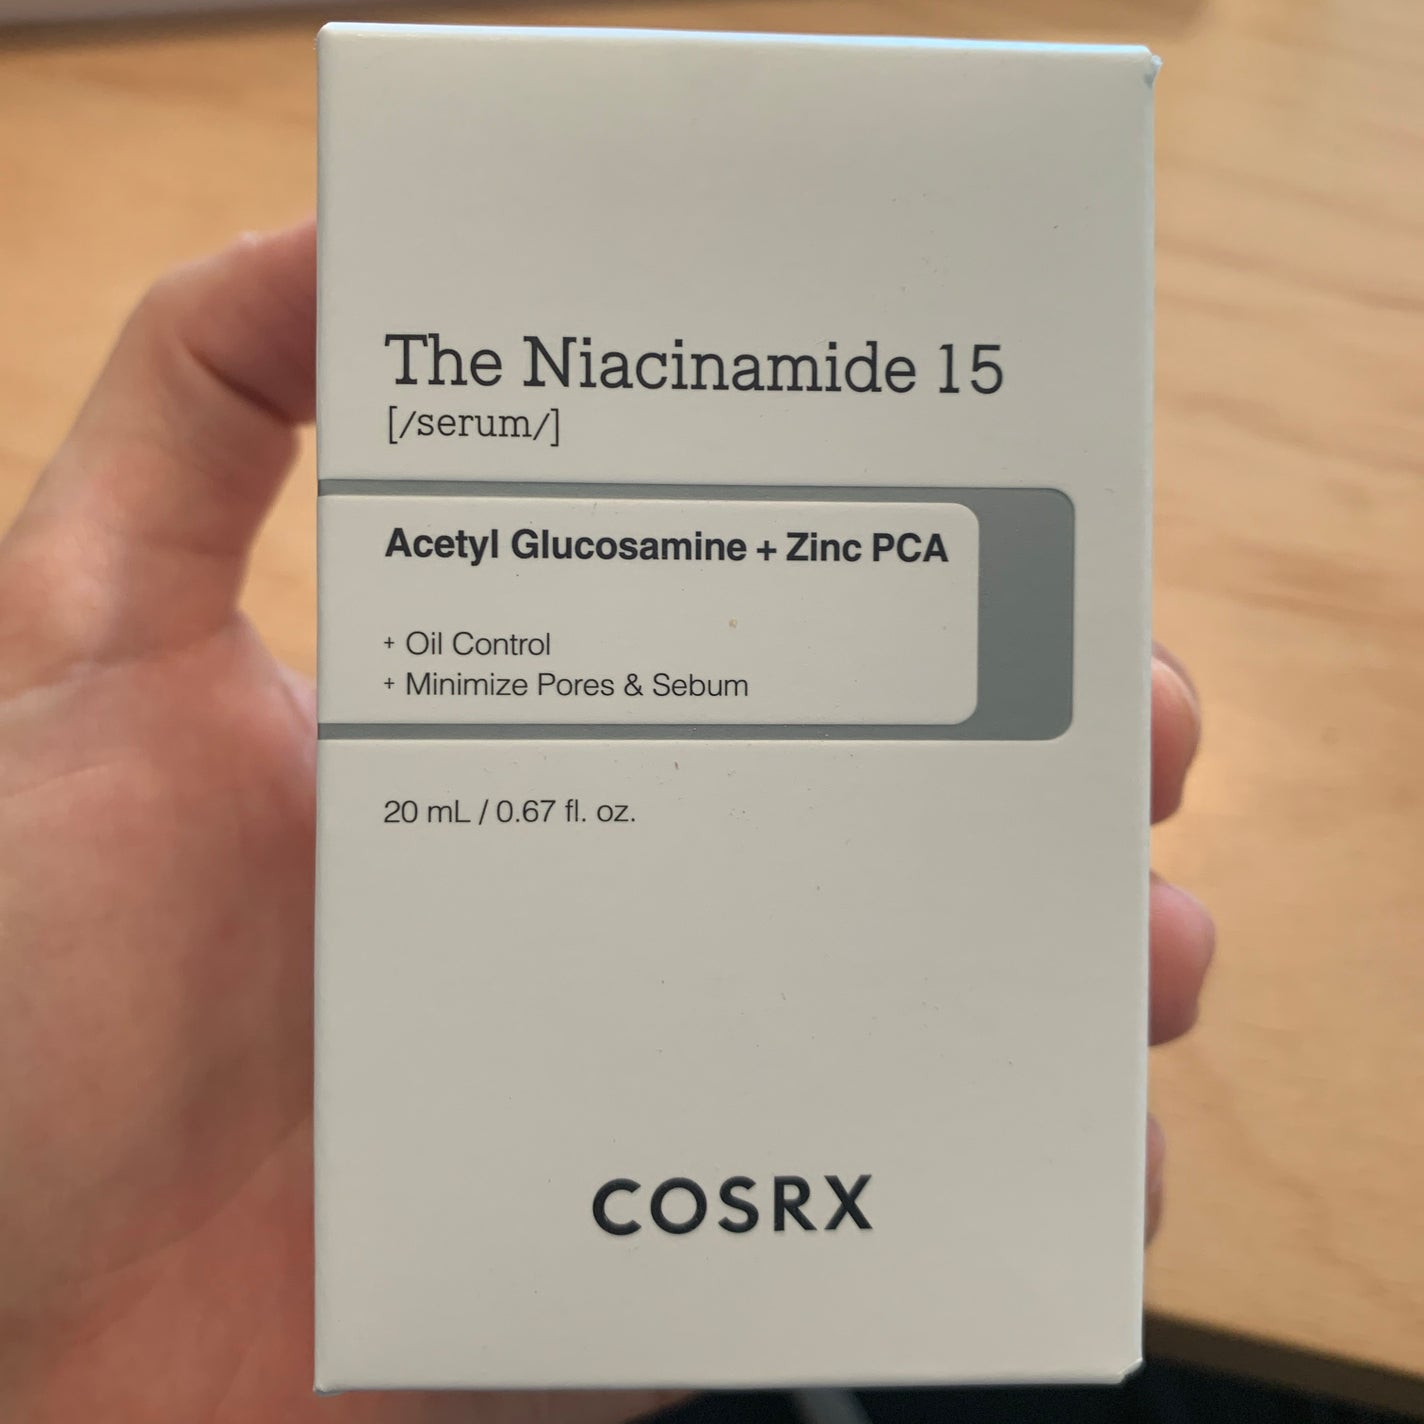 The Niacinamide 15
[/serum/]
Acetyl Glucosamine + Zinc PCA
+ Oil Control
+ Minimize Pores & Sebum
20 mL / 0.67 fl. oz.
COSRX